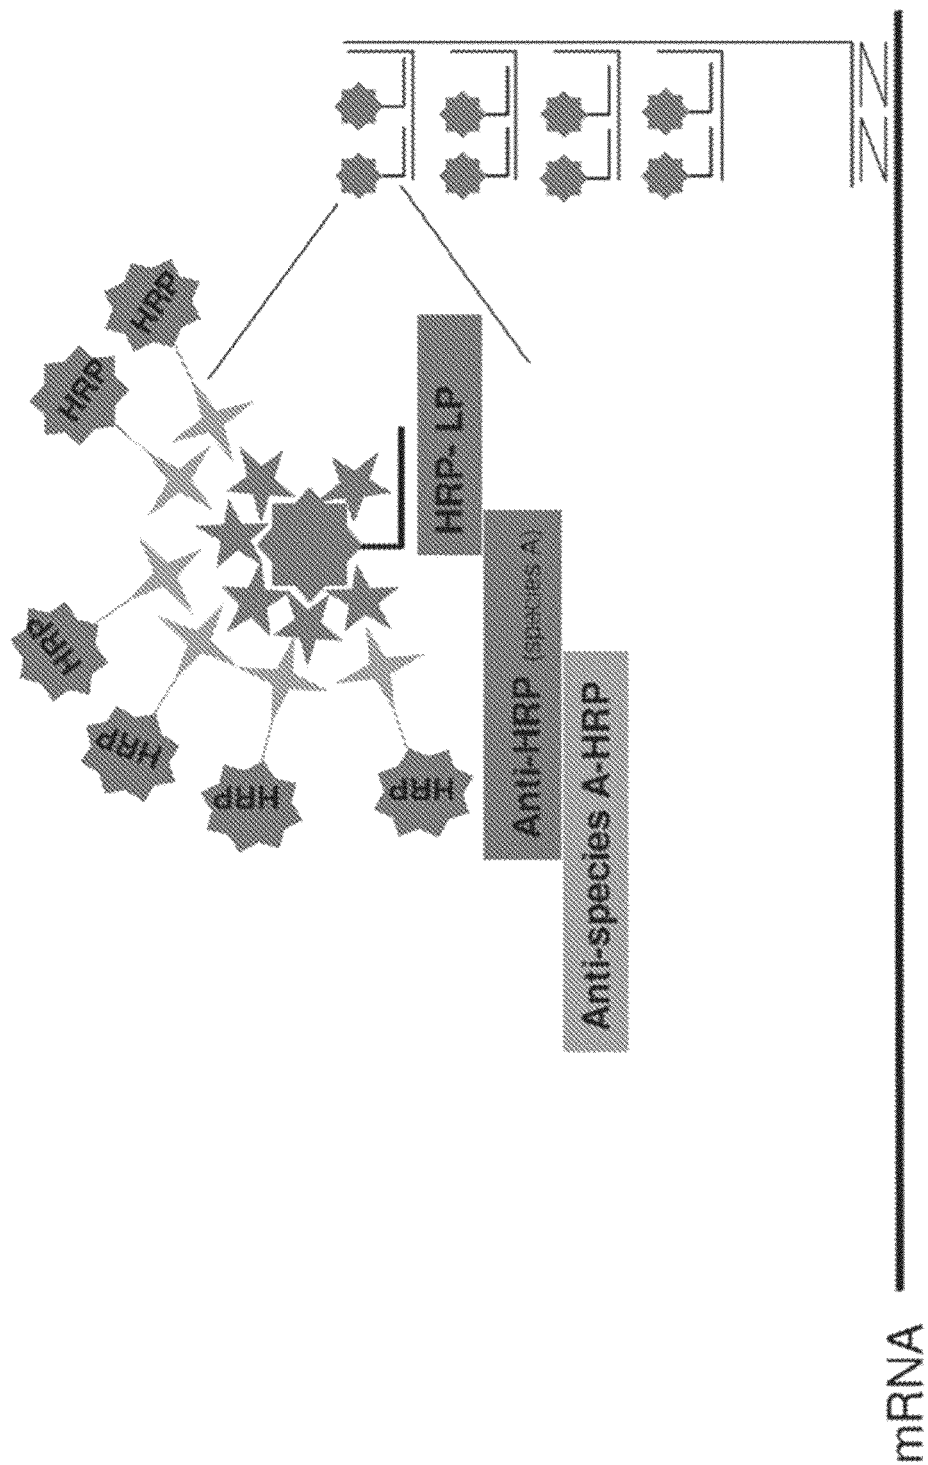 HRP
HRP
HRP
HRP
HRP
HRP
HRP- LP
Anti-HRP (species A)
Anti-species A-HRP
mRNA